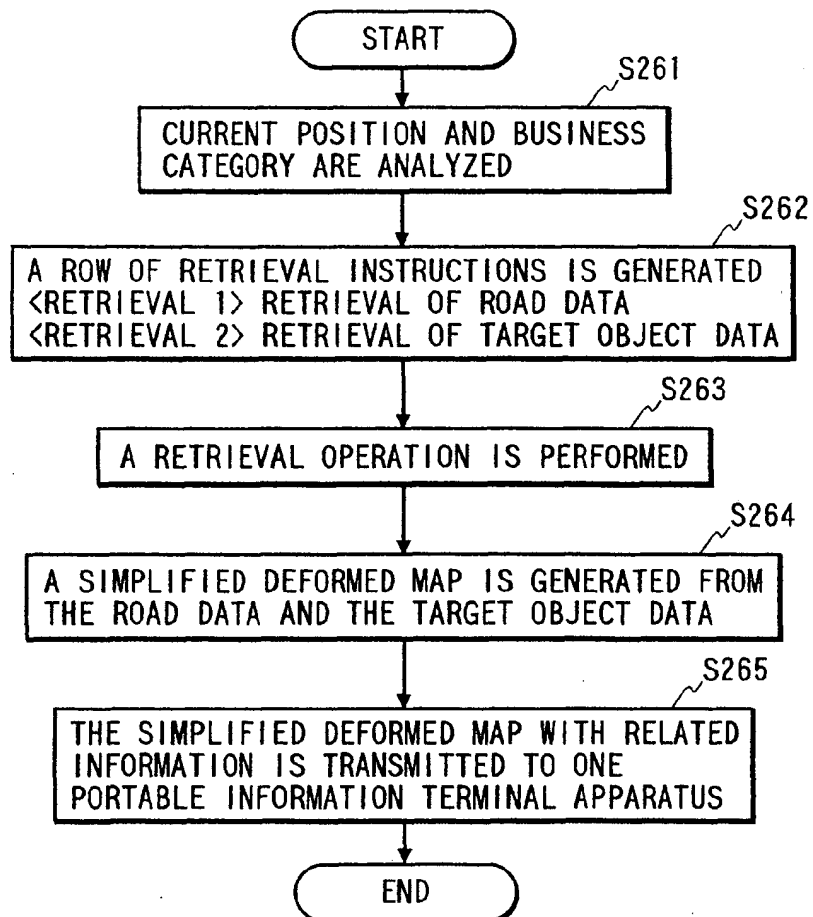 START
S261
CURRENT POSITION AND BUSINESS
CATEGORY ARE ANALYZED
S262
A ROW OF RETRIEVAL INSTRUCTIONS IS GENERATED
<RETRIEVAL 1> RETRIEVAL OF ROAD DATA
<RETRIEVAL 2> RETRIEVAL OF TARGET OBJECT DATA
S263
A RETRIEVAL OPERATION IS PERFORMED
S264
A SIMPLIFIED DEFORMED MAP IS GENERATED FROM
THE ROAD DATA AND THE TARGET OBJECT DATA
S265
THE SIMPLIFIED DEFORMED MAP WITH RELATED
INFORMATION IS TRANSMITTED TO ONE
PORTABLE INFORMATION TERMINAL APPARATUS
END